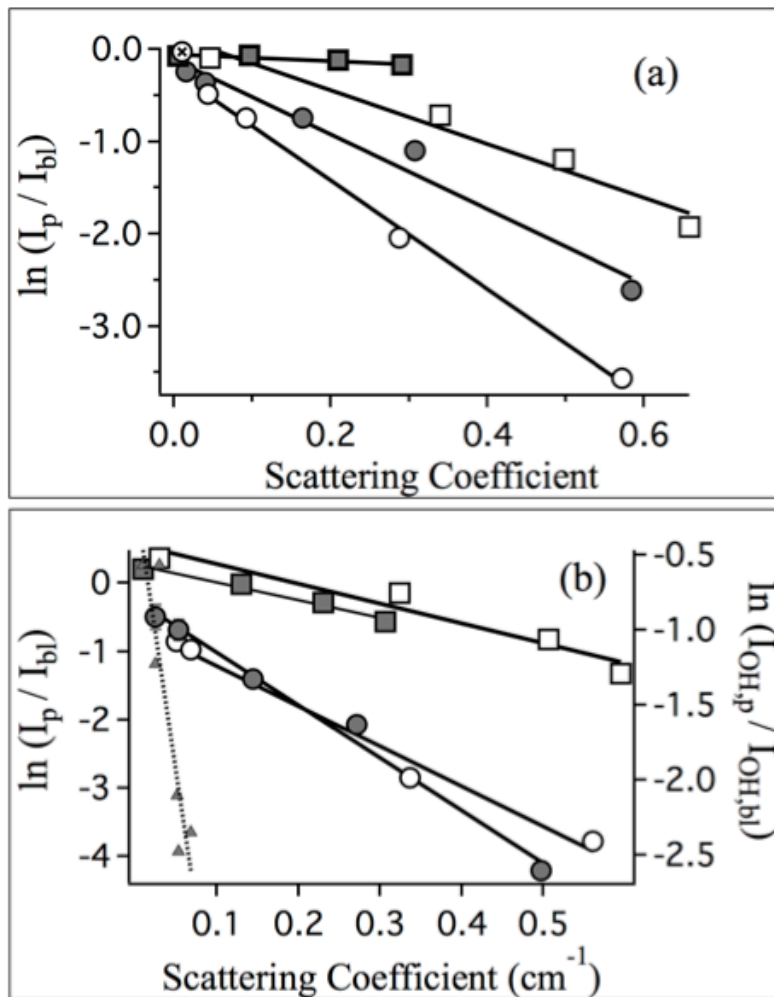 (a)
0.0
-1.0
-2.0
-3.0
ln (I_p / I_bl)
0.0 0.2 0.4 0.6
Scattering Coefficient
(b)
0
-1
-2
-3
-4
ln (I_p / I_bl)
-0.5
-1.0
-1.5
-2.0
-2.5
ln (I_OH,p / I_OH,bl)
0.1 0.2 0.3 0.4 0.5
Scattering Coefficient (cm⁻¹)